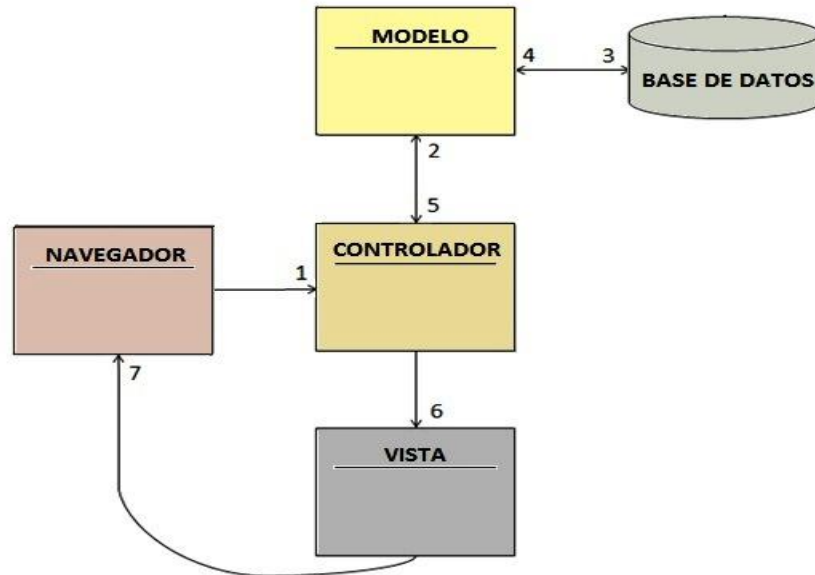 MODELO
4
3
BASE DE DATOS
2
5
NAVEGADOR
1
CONTROLADOR
7
6
VISTA